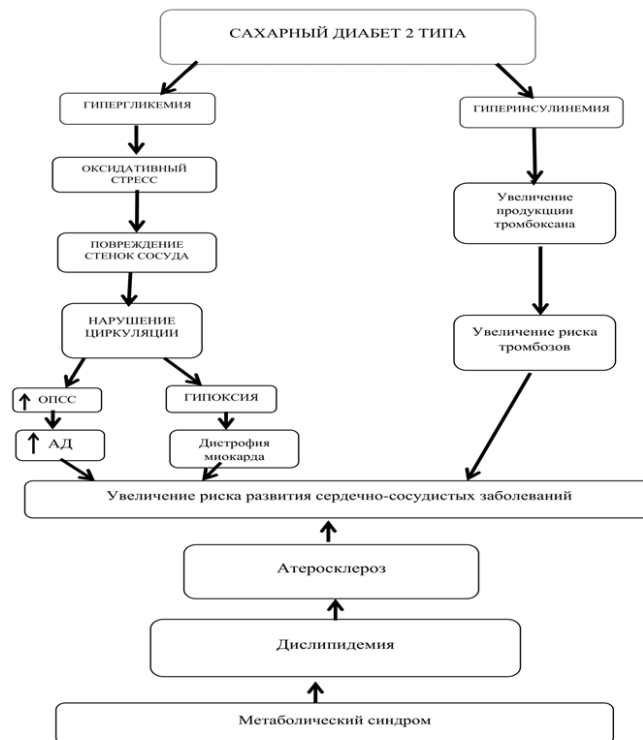 САХАРНЫЙ ДИАБЕТ 2 ТИПА
ГИПЕРГЛИКЕМИЯ
ГИПЕРИНСУЛИНЕМИЯ
ОКСИДАТИВНЫЙ
СТРЕСС
Увеличение
продукцции
тромбоксана
ПОВРЕЖДЕНИЕ
СТЕНОК СОСУДА
НАРУШЕНИЕ
ЦИРКУЛЯЦИИ
Увеличение риска
тромбозов
ОПСС
ГИПОКСИЯ
АД
Дистрофия
миокарда
Увеличение риска развития сердечно-сосудистых заболеваний
Атеросклероз
Дислипидемия
Метаболический синдром